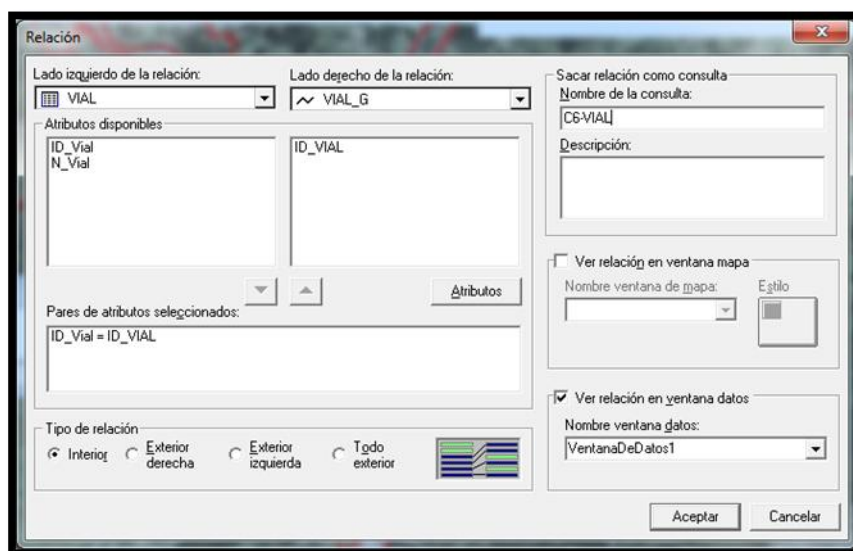 Relación
Lado izquierdo de la relación:
VIAL
Lado derecho de la relación:
VIAL_G
Atributos disponibles
ID_Vial
N_Vial
ID_VIAL
Atributos
Pares de atributos seleccionados:
ID_Vial = ID_VIAL
Tipo de relación
Interior
Exterior
derecha
Exterior
izquierda
Todo
exterior
Sacar relación como consulta
Nombre de la consulta:
C6-VIAL
Descripción:
Ver relación en ventana mapa
Nombre ventana de mapa:
Estilo
Ver relación en ventana datos
Nombre ventana datos:
VentanaDeDatos1
Aceptar
Cancelar